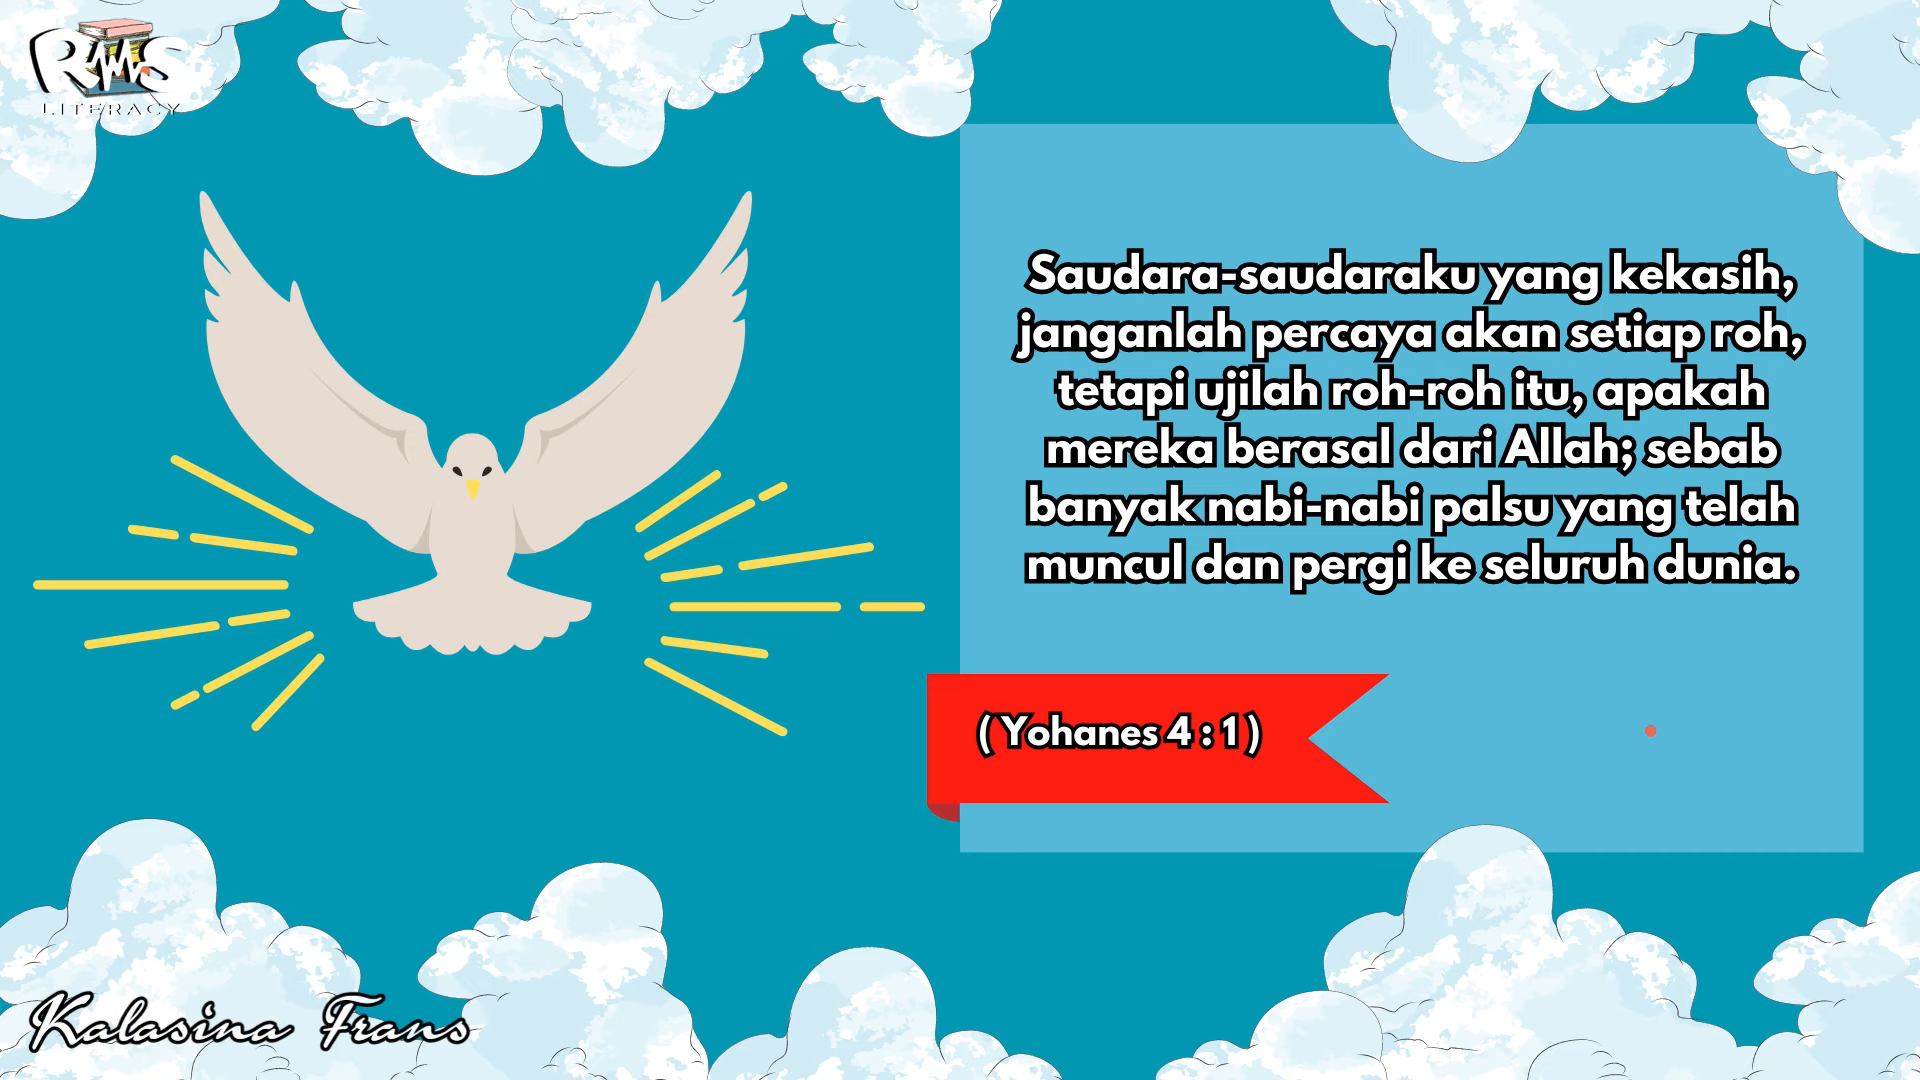 RMS
LITERACY
Saudara-saudaraku yang kekasih,
janganlah percaya akan setiap roh,
tetapi ujilah roh-roh itu, apakah
mereka berasal dari Allah; sebab
banyak nabi-nabi palsu yang telah
muncul dan pergi ke seluruh dunia.
( Yohanes 4 : 1 )
Kalasina Frans